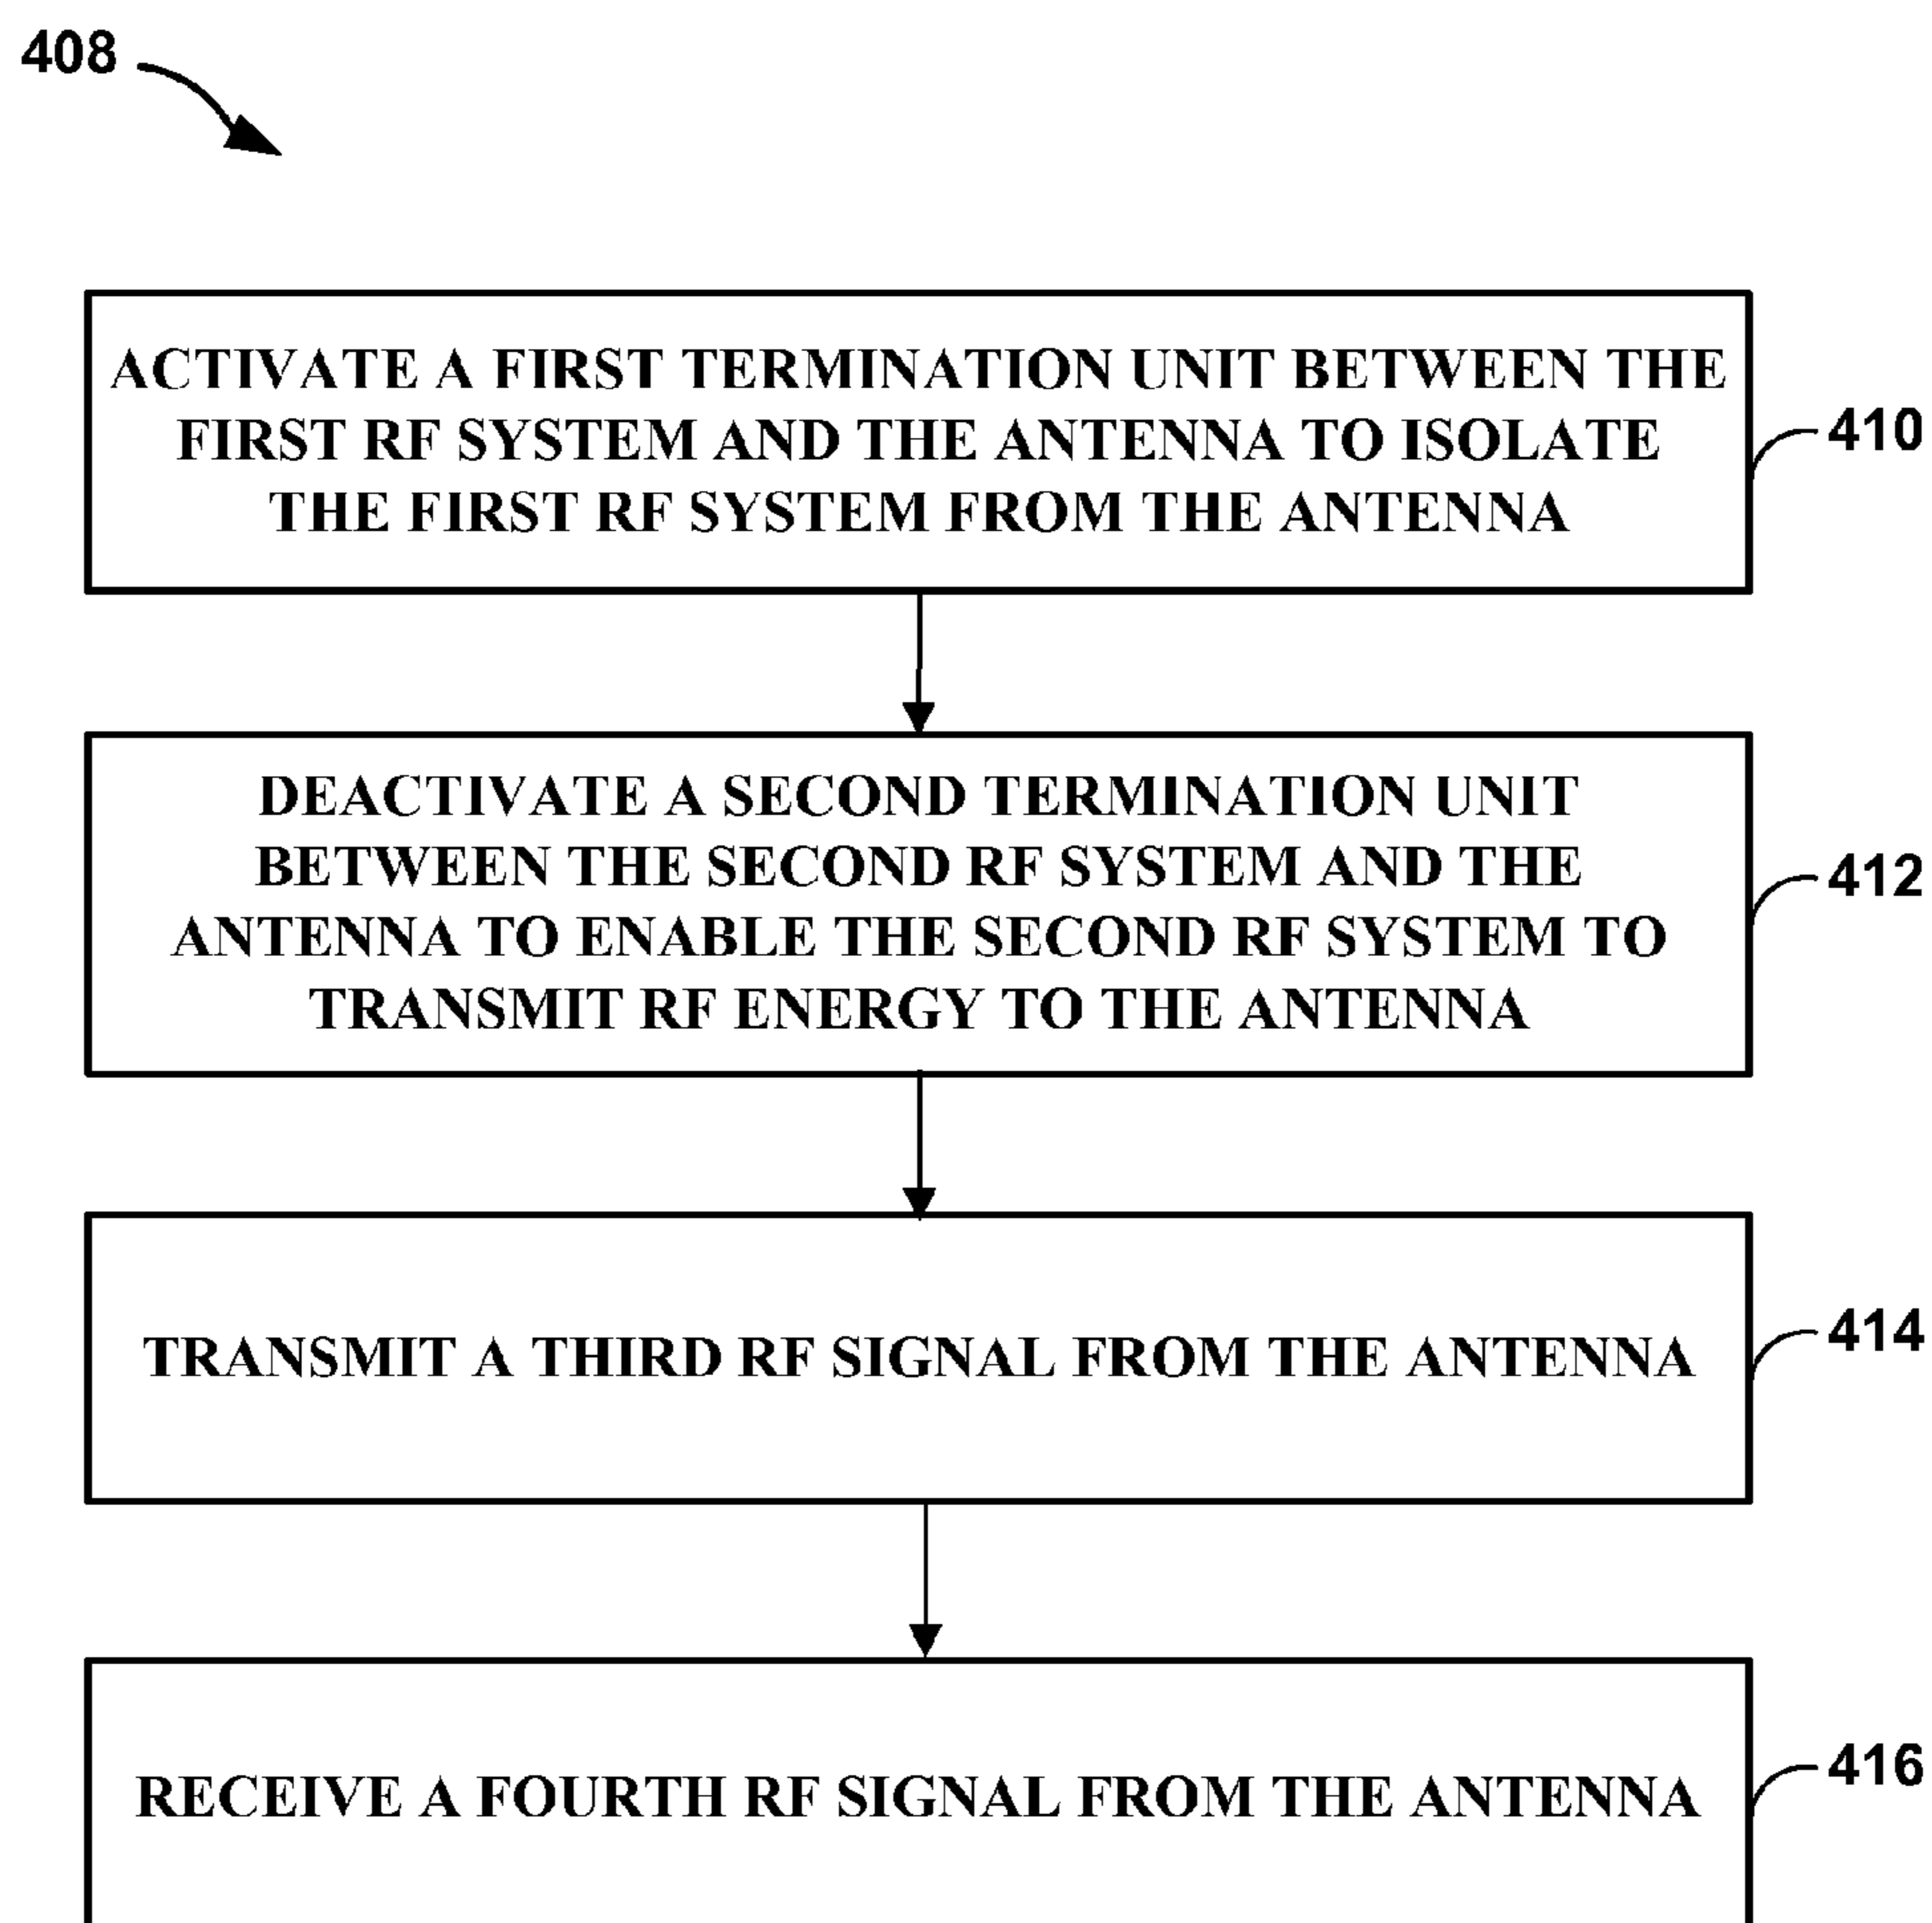 408
ACTIVATE A FIRST TERMINATION UNIT BETWEEN THE
FIRST RF SYSTEM AND THE ANTENNA TO ISOLATE
THE FIRST RF SYSTEM FROM THE ANTENNA
410
DEACTIVATE A SECOND TERMINATION UNIT
BETWEEN THE SECOND RF SYSTEM AND THE
ANTENNA TO ENABLE THE SECOND RF SYSTEM TO
TRANSMIT RF ENERGY TO THE ANTENNA
412
TRANSMIT A THIRD RF SIGNAL FROM THE ANTENNA
414
RECEIVE A FOURTH RF SIGNAL FROM THE ANTENNA
416